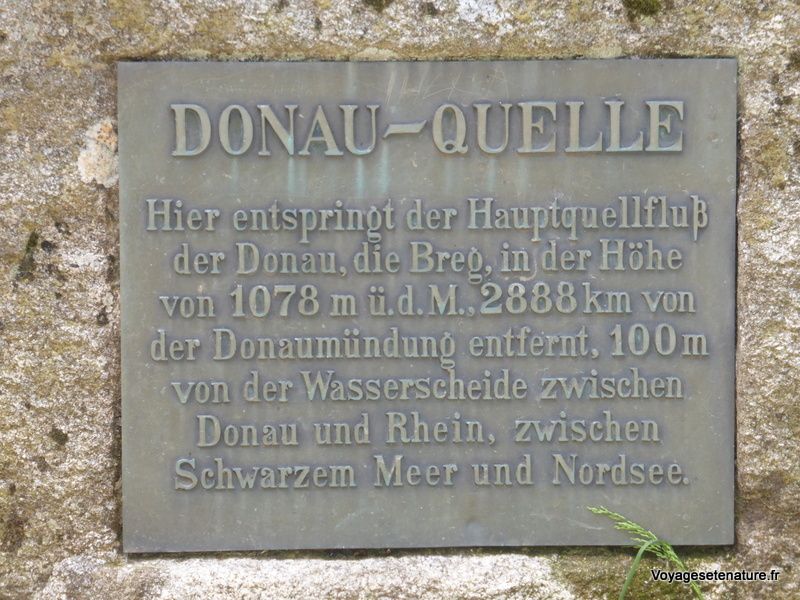 DONAU-QUELLE
Hier entspringt der Hauptquellfluß
der Donau, die Breg, in der Höhe
von 1078 m ü.d.M., 2888 km von
der Donaumündung entfernt, 100 m
von der Wasserscheide zwischen
Donau und Rhein, zwischen
Schwarzem Meer und Nordsee.
Voyagesetenature.fr